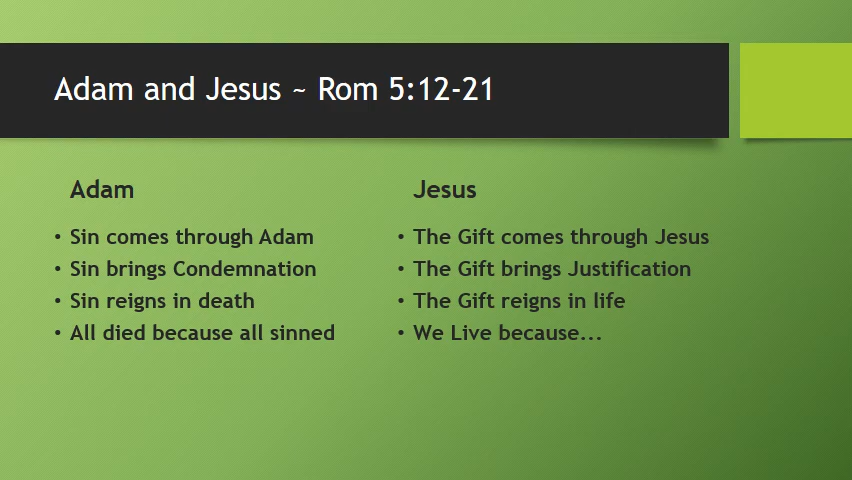 Adam and Jesus ~ Rom 5:12-21
Adam
• Sin comes through Adam
• Sin brings Condemnation
• Sin reigns in death
• All died because all sinned
Jesus
• The Gift comes through Jesus
• The Gift brings Justification
• The Gift reigns in life
• We Live because...